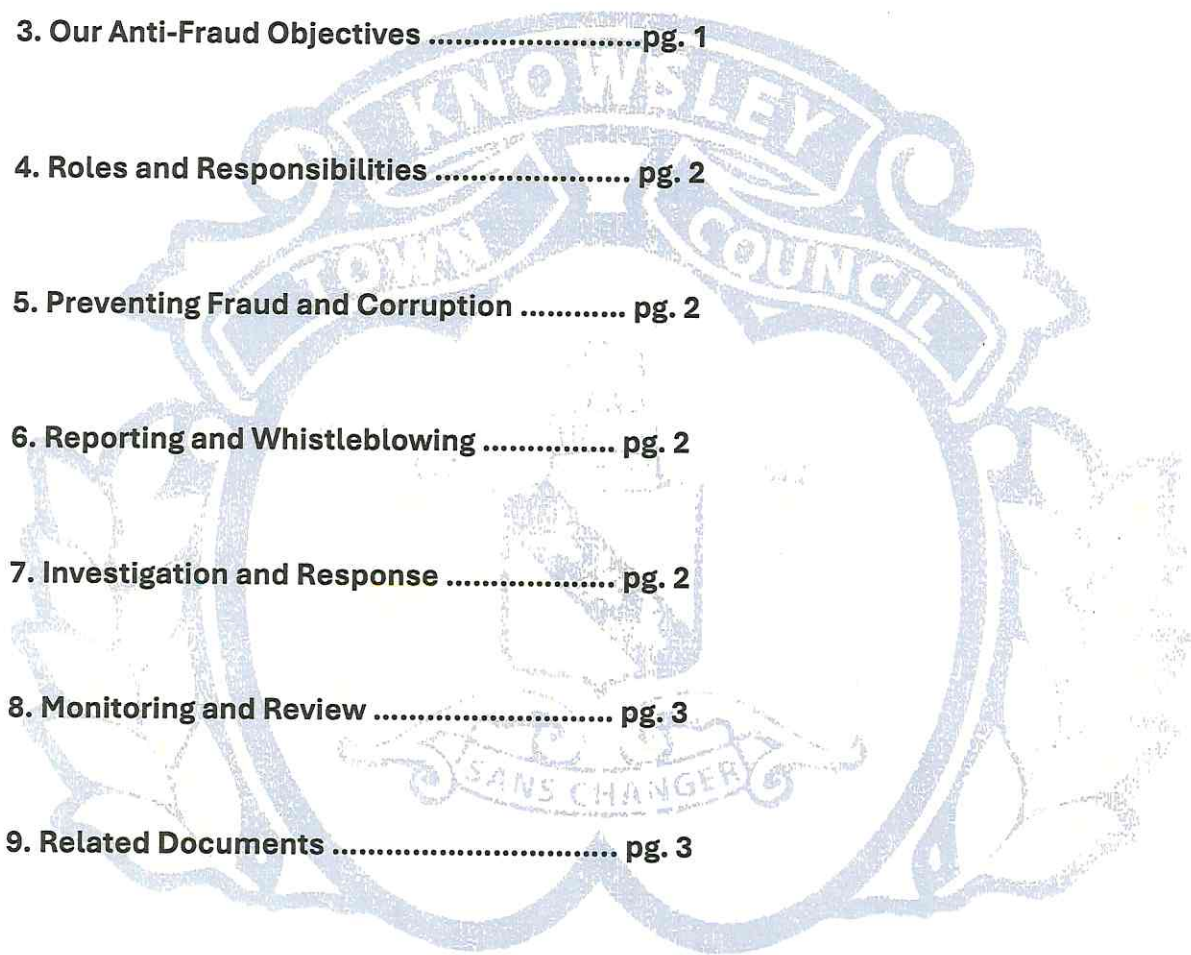 3. Our Anti-Fraud Objectives ........................pg. 1
KNOWSLEY
4. Roles and Responsibilities ...................... pg. 2
TOWN COUNCIL
5. Preventing Fraud and Corruption ............ pg. 2
6. Reporting and Whistleblowing ............... pg. 2
7. Investigation and Response ................... pg. 2
8. Monitoring and Review ........................... pg. 3
SANS CHANGER
9. Related Documents ................................ pg. 3